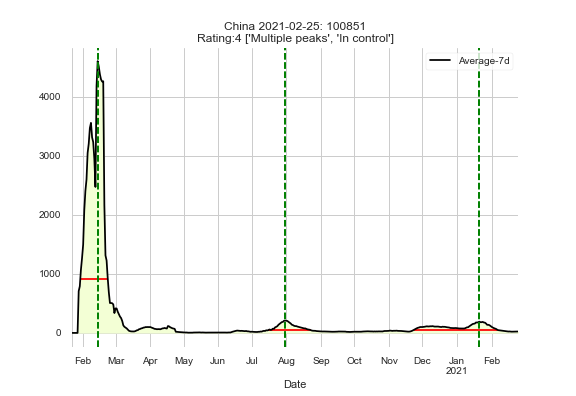 China 2021-02-25: 100851
Rating:4 ['Multiple peaks', 'In control']
Average-7d
4000
3000
2000
1000
0
Feb Mar Apr May Jun Jul Aug Sep Oct Nov Dec Jan Feb
2021
Date